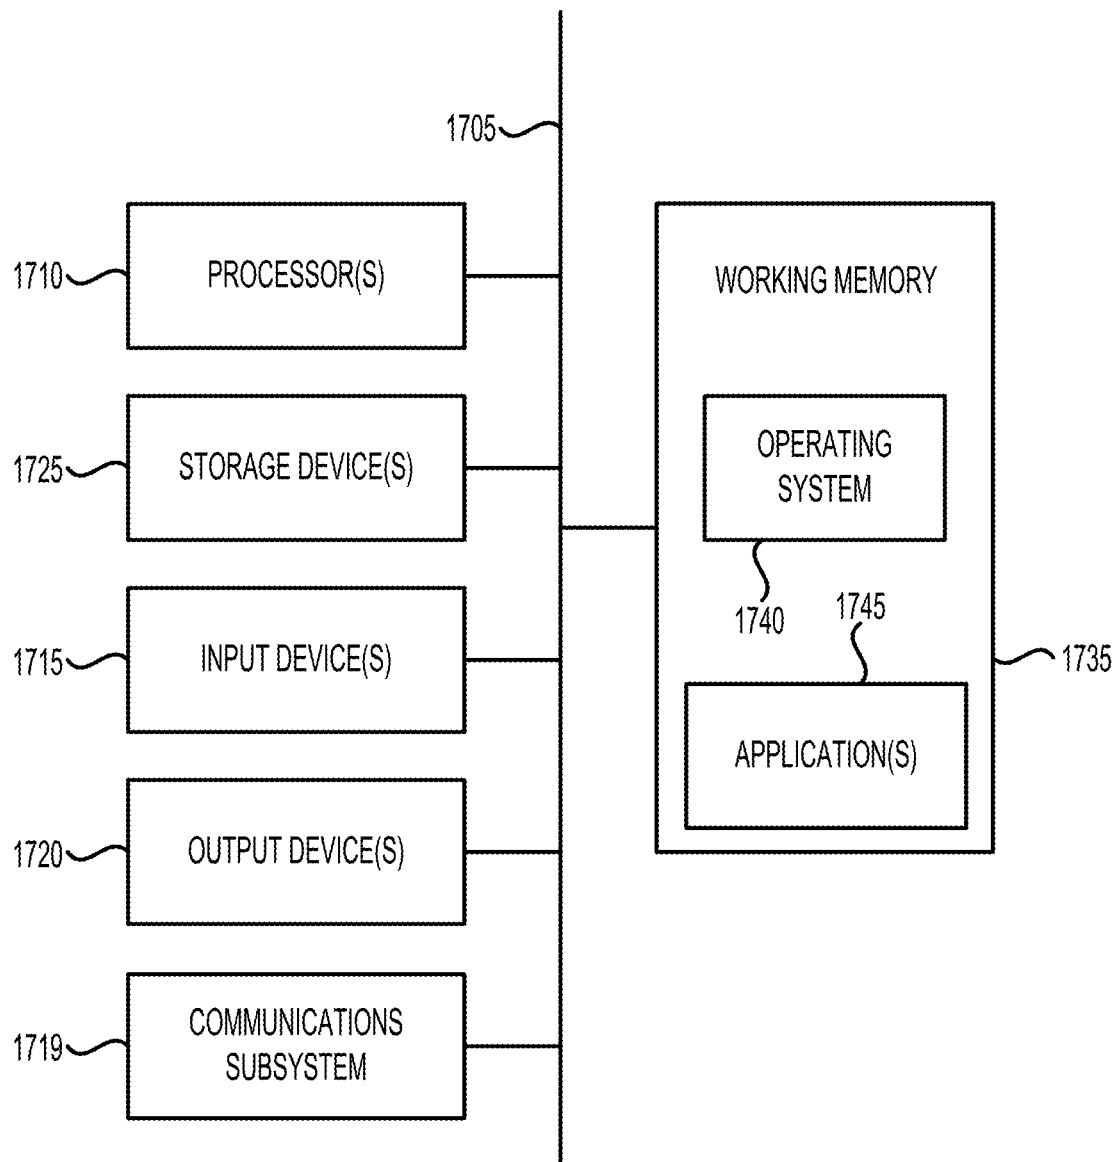 1705
1710
PROCESSOR(S)
WORKING MEMORY
1725
STORAGE DEVICE(S)
OPERATING
SYSTEM
1740
1745
1715
INPUT DEVICE(S)
1735
APPLICATION(S)
1720
OUTPUT DEVICE(S)
1719
COMMUNICATIONS
SUBSYSTEM